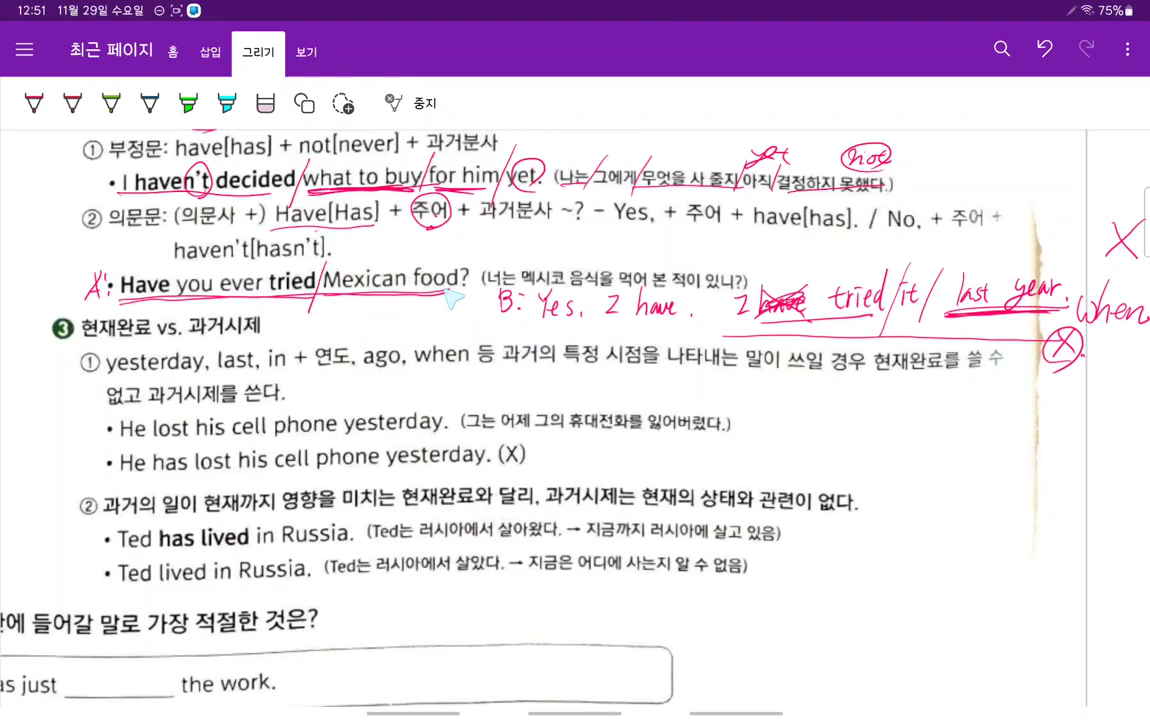 12:51 11월 29일 수요일 75%
최근 페이지 홈 삽입 그리기 보기
중지
① 부정문: have[has] + not[never] + 과거분사
not
• I haven't decided what to buy for him yet. (나는 그에게 무엇을 사 줄지 아직 결정하지 못했다.)
② 의문문: (의문사 +) Have[Has] + 주어 + 과거분사 ~? – Yes, + 주어 + have[has]. / No, + 주어 +
haven't[hasn't].
X
A: • Have you ever tried Mexican food? (너는 멕시코 음식을 먹어 본 적이 있니?)
B: Yes, I have. I tried it last year. when
X
❸ 현재완료 vs. 과거시제
① yesterday, last, in + 연도, ago, when 등 과거의 특정 시점을 나타내는 말이 쓰일 경우 현재완료를 쓸 수
없고 과거시제를 쓴다.
• He lost his cell phone yesterday. (그는 어제 그의 휴대전화를 잃어버렸다.)
• He has lost his cell phone yesterday. (X)
② 과거의 일이 현재까지 영향을 미치는 현재완료와 달리, 과거시제는 현재의 상태와 관련이 없다.
• Ted has lived in Russia. (Ted는 러시아에서 살아왔다. → 지금까지 러시아에 살고 있음)
• Ted lived in Russia. (Ted는 러시아에서 살았다. → 지금은 어디에 사는지 알 수 없음)
간에 들어갈 말로 가장 적절한 것은?
as just ________ the work.